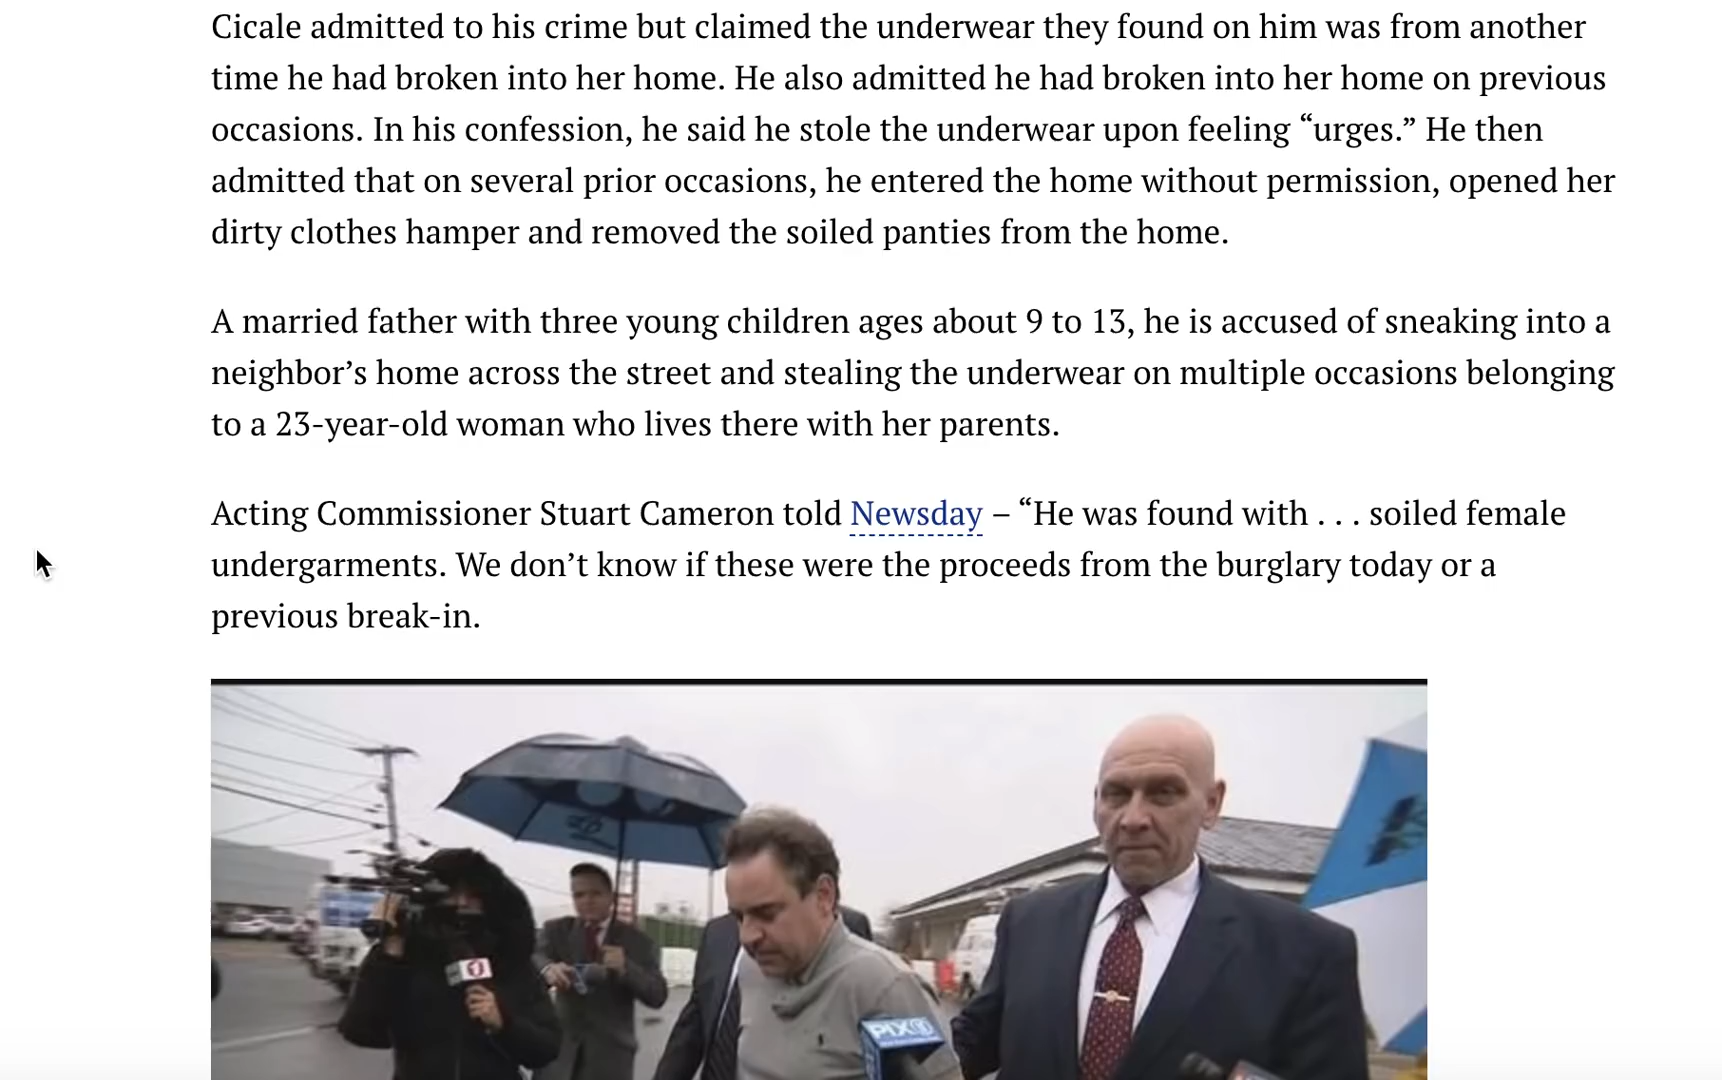 Cicale admitted to his crime but claimed the underwear they found on him was from another
time he had broken into her home. He also admitted he had broken into her home on previous
occasions. In his confession, he said he stole the underwear upon feeling “urges.” He then
admitted that on several prior occasions, he entered the home without permission, opened her
dirty clothes hamper and removed the soiled panties from the home.
A married father with three young children ages about 9 to 13, he is accused of sneaking into a
neighbor’s home across the street and stealing the underwear on multiple occasions belonging
to a 23-year-old woman who lives there with her parents.
Acting Commissioner Stuart Cameron told Newsday – “He was found with . . . soiled female
undergarments. We don’t know if these were the proceeds from the burglary today or a
previous break-in.
PIX